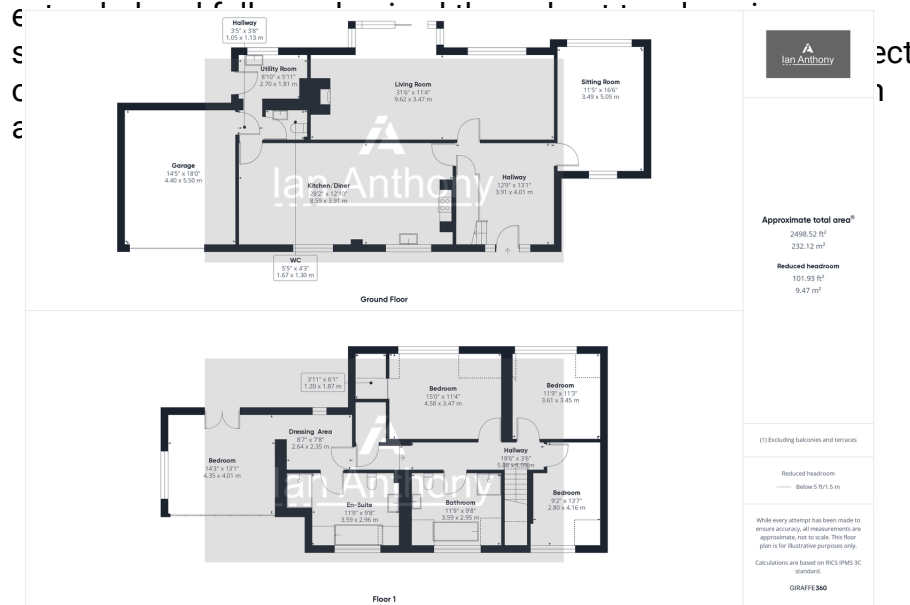 Hallway
3'5" x 3'8"
1.05 x 1.13 m
Utility Room
8'10" x 5'11"
2.70 x 1.81 m
Living Room
31'6" x 11'4"
9.62 x 3.47 m
Sitting Room
11'5" x 16'6"
3.49 x 5.05 m
Garage
14'5" x 18'0"
4.40 x 5.50 m
Kitchen/Diner
28'2" x 12'10"
8.59 x 3.91 m
Hallway
12'9" x 13'1"
3.91 x 4.01 m
Ian Anthony
WC
5'5" x 4'3"
1.67 x 1.30 m
Ground Floor
3'11" x 6'1"
1.20 x 1.87 m
Bedroom
15'0" x 11'4"
4.58 x 3.47 m
Bedroom
11'9" x 11'3"
3.61 x 3.45 m
Dressing Area
8'7" x 7'8"
2.64 x 2.35 m
Bedroom
14'3" x 13'1"
4.35 x 4.01 m
Hallway
18'6" x 3'6"
Ian Anthony
En-Suite
11'9" x 9'8"
3.59 x 2.96 m
Bathroom
11'9" x 9'8"
3.59 x 2.95 m
Bedroom
9'2" x 13'7"
2.80 x 4.16 m
Floor 1
Ian Anthony
Approximate total area⁽¹⁾
2498.52 ft²
232.12 m²
Reduced headroom
101.93 ft²
9.47 m²
(1) Excluding balconies and terraces
Reduced headroom
Below 5 ft/1.5 m
While every attempt has been made to
ensure accuracy, all measurements are
approximate, not to scale. This floor
plan is for illustrative purposes only.
Calculations are based on RICS IPMS 3C
standard.
GIRAFFE360